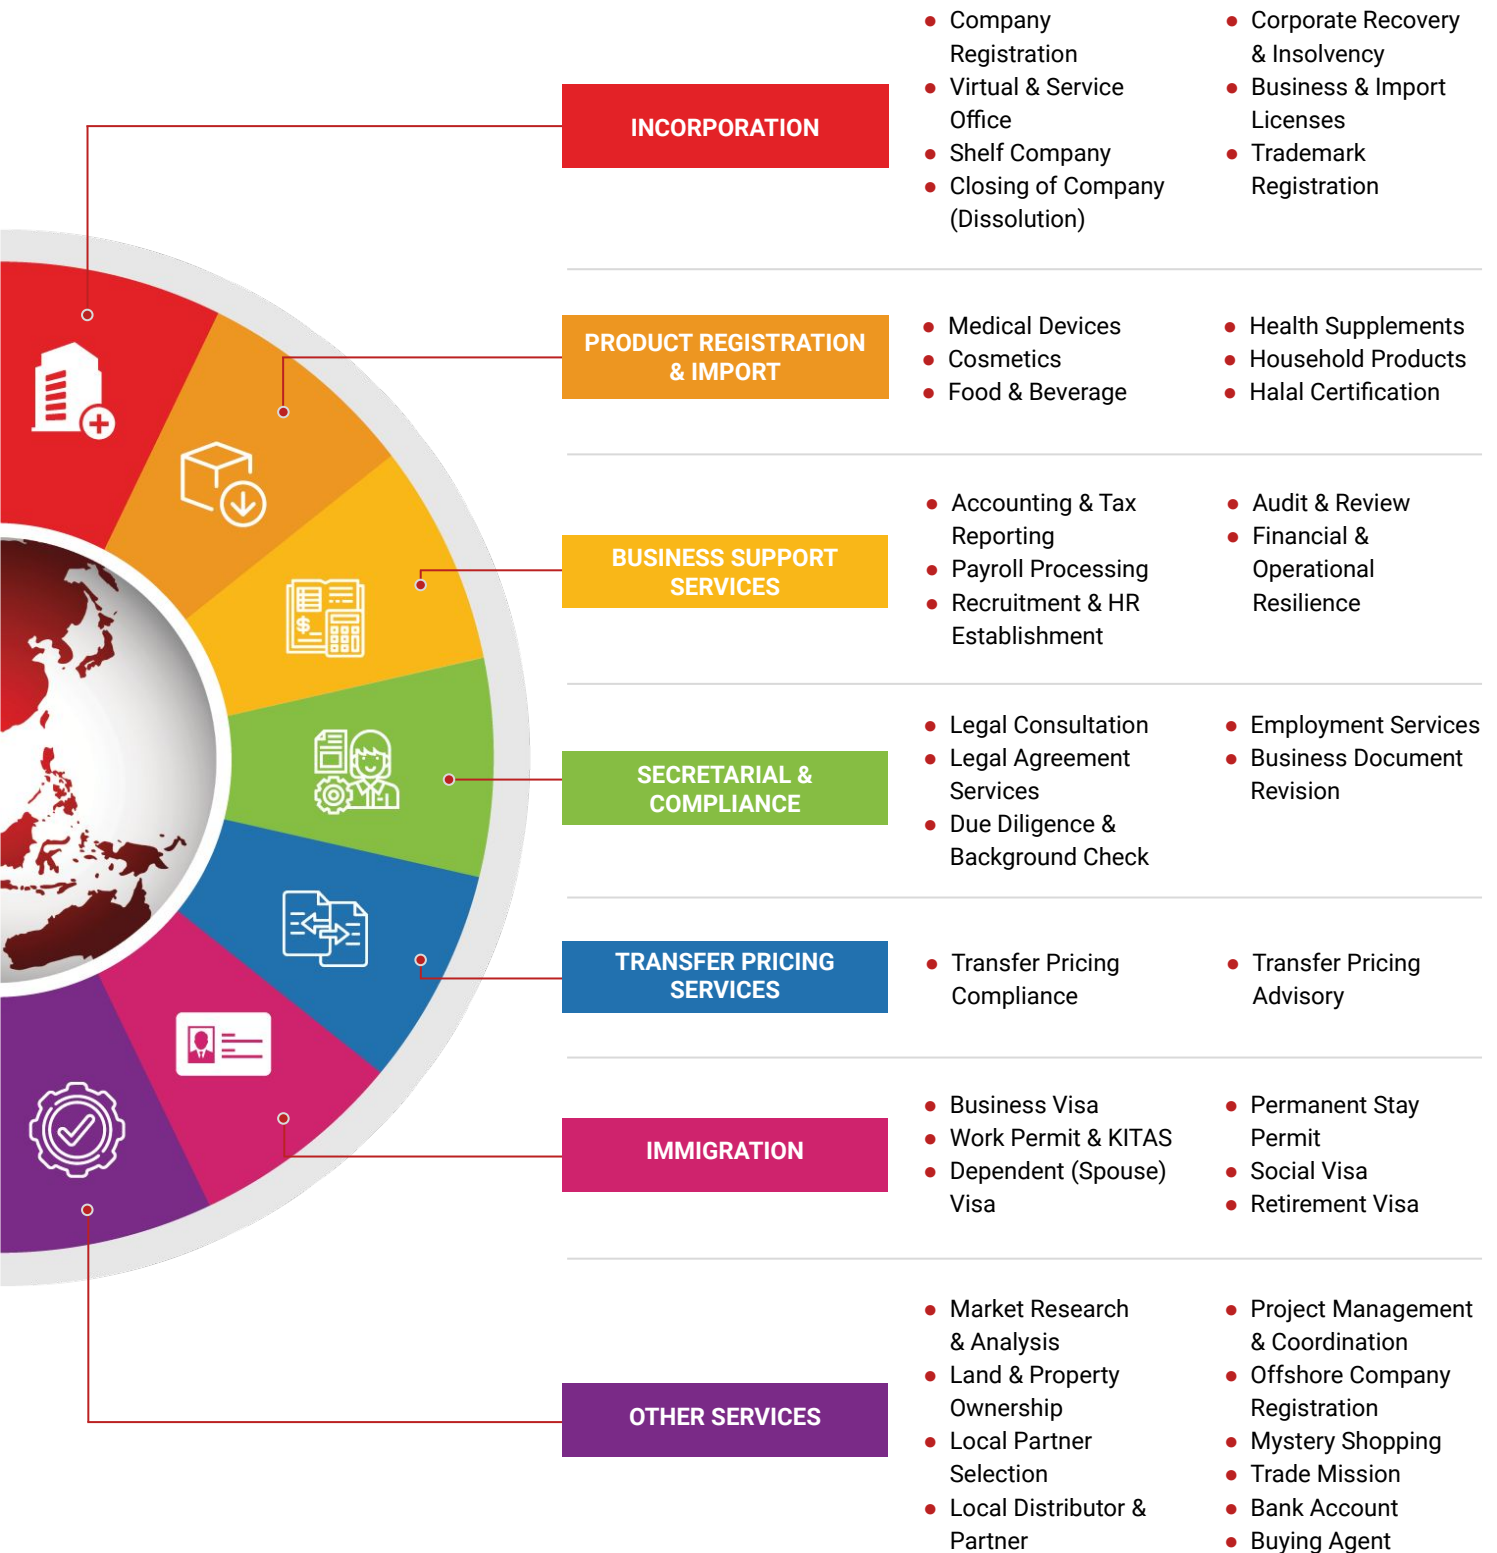 INCORPORATION
Company
Registration
Virtual & Service
Office
Shelf Company
Closing of Company
(Dissolution)
Corporate Recovery
& Insolvency
Business & Import
Licenses
Trademark
Registration
PRODUCT REGISTRATION
& IMPORT
Medical Devices
Cosmetics
Food & Beverage
Health Supplements
Household Products
Halal Certification
BUSINESS SUPPORT
SERVICES
Accounting & Tax
Reporting
Payroll Processing
Recruitment & HR
Establishment
Audit & Review
Financial &
Operational
Resilience
SECRETARIAL &
COMPLIANCE
Legal Consultation
Legal Agreement
Services
Due Diligence &
Background Check
Employment Services
Business Document
Revision
TRANSFER PRICING
SERVICES
Transfer Pricing
Compliance
Transfer Pricing
Advisory
IMMIGRATION
Business Visa
Work Permit & KITAS
Dependent (Spouse)
Visa
Permanent Stay
Permit
Social Visa
Retirement Visa
OTHER SERVICES
Market Research
& Analysis
Land & Property
Ownership
Local Partner
Selection
Local Distributor &
Partner
Project Management
& Coordination
Offshore Company
Registration
Mystery Shopping
Trade Mission
Bank Account
Buying Agent